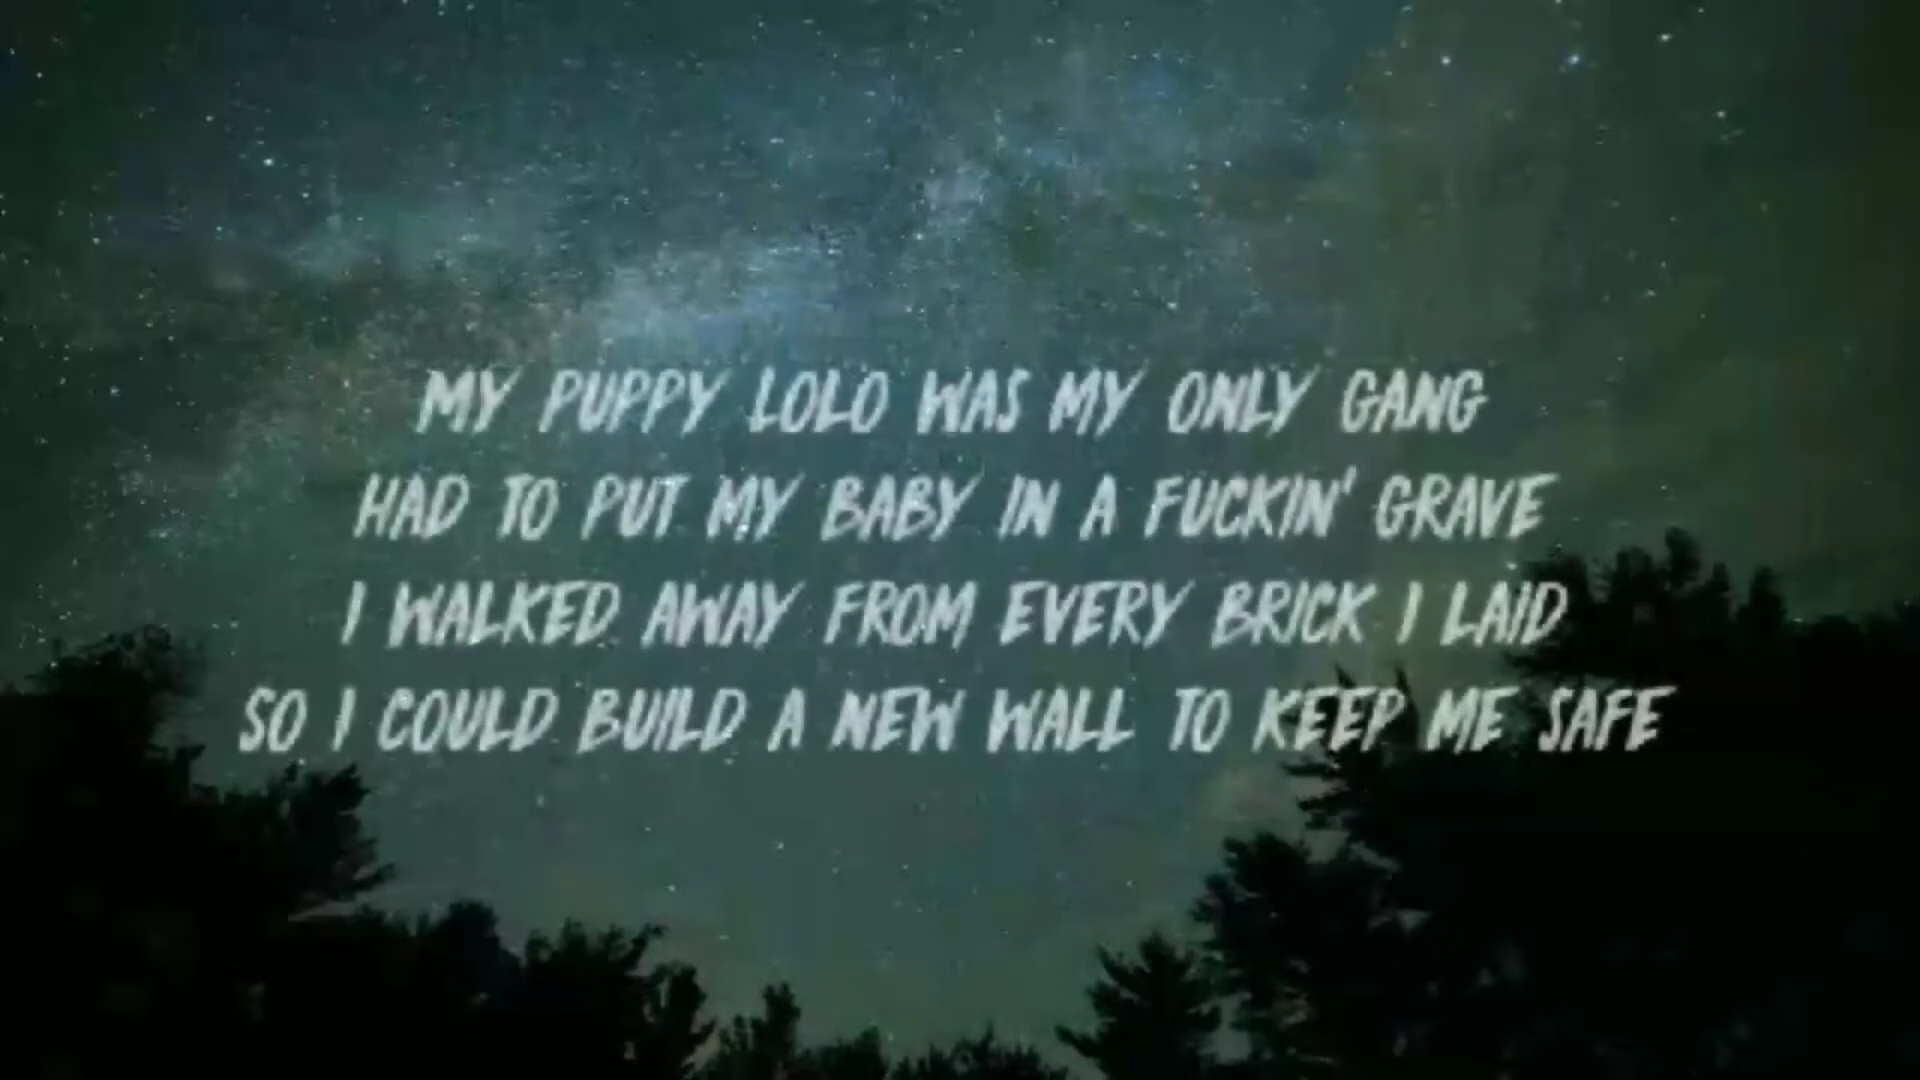 MY PUPPY LOLO WAS MY ONLY GANG
HAD TO PUT MY BABY IN A FUCKIN' GRAVE
I WALKED AWAY FROM EVERY BRICK I LAID
SO I COULD BUILD A NEW WALL TO KEEP ME SAFE